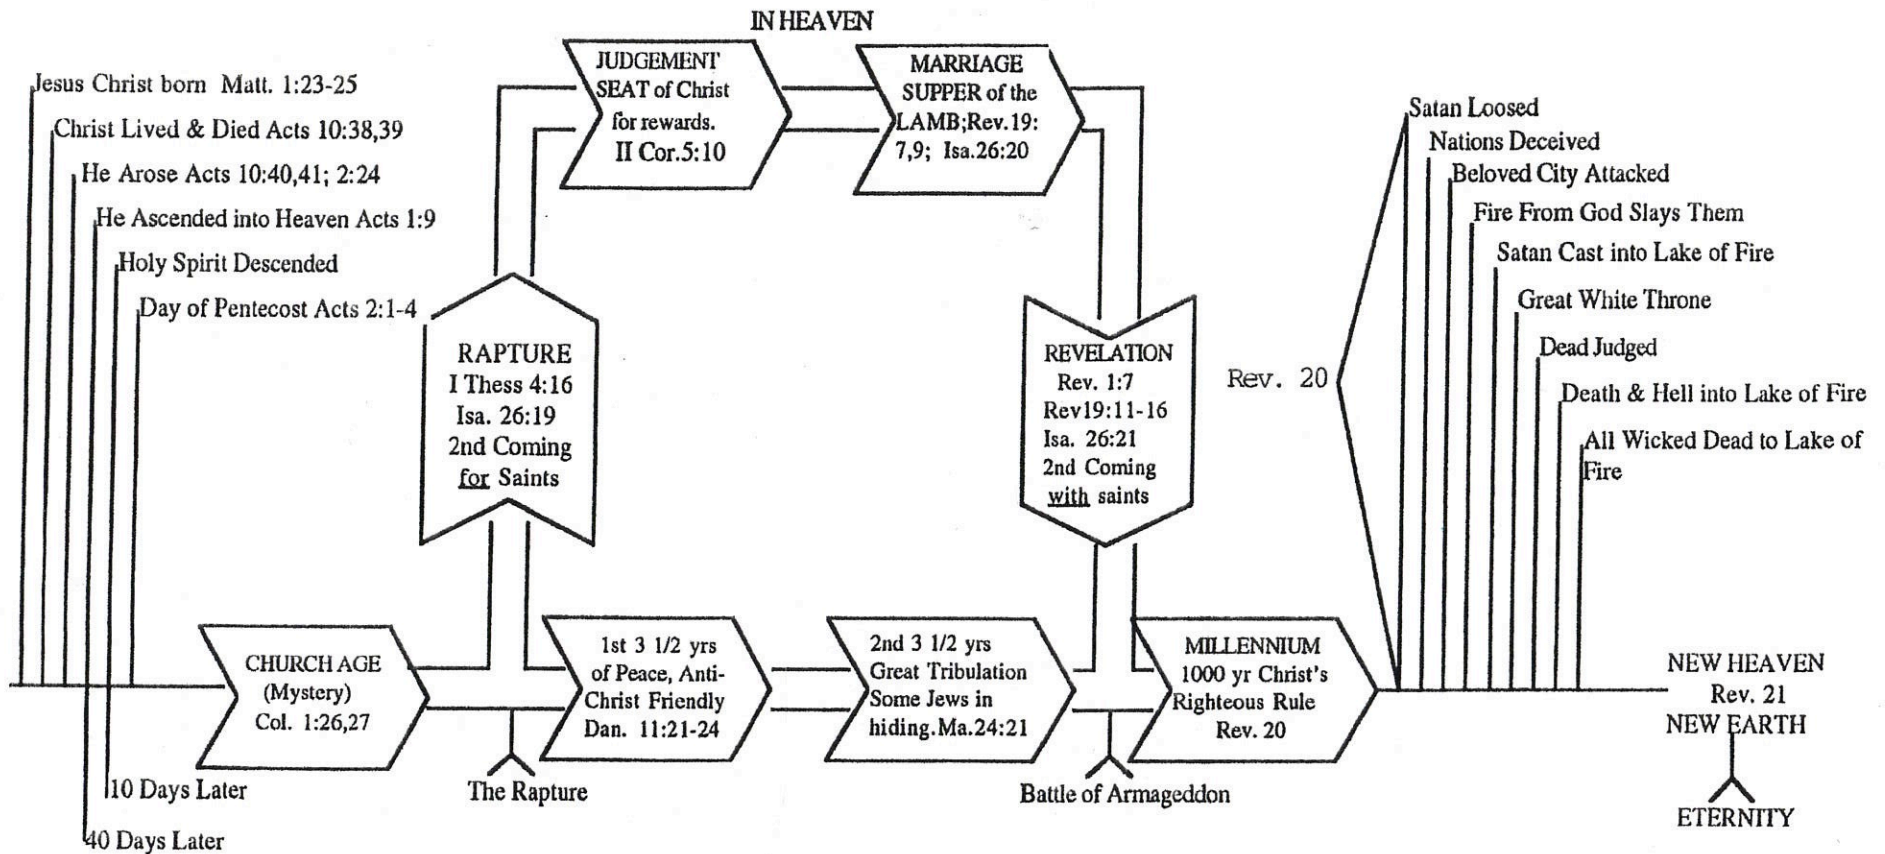 IN HEAVEN
Jesus Christ born Matt. 1:23-25
Christ Lived & Died Acts 10:38,39
He Arose Acts 10:40,41; 2:24
He Ascended into Heaven Acts 1:9
Holy Spirit Descended
Day of Pentecost Acts 2:1-4
10 Days Later
40 Days Later
CHURCH AGE
(Mystery)
Col. 1:26,27
RAPTURE
I Thess 4:16
Isa. 26:19
2nd Coming
for Saints
The Rapture
JUDGEMENT
SEAT of Christ
for rewards.
II Cor.5:10
MARRIAGE
SUPPER of the
LAMB;Rev.19:
7,9; Isa.26:20
1st 3 1/2 yrs
of Peace, Anti-
Christ Friendly
Dan. 11:21-24
2nd 3 1/2 yrs
Great Tribulation
Some Jews in
hiding.Ma.24:21
REVELATION
Rev. 1:7
Rev19:11-16
Isa. 26:21
2nd Coming
with saints
Battle of Armageddon
MILLENNIUM
1000 yr Christ's
Righteous Rule
Rev. 20
Rev. 20
Satan Loosed
Nations Deceived
Beloved City Attacked
Fire From God Slays Them
Satan Cast into Lake of Fire
Great White Throne
Dead Judged
Death & Hell into Lake of Fire
All Wicked Dead to Lake of
Fire
NEW HEAVEN
Rev. 21
NEW EARTH
ETERNITY